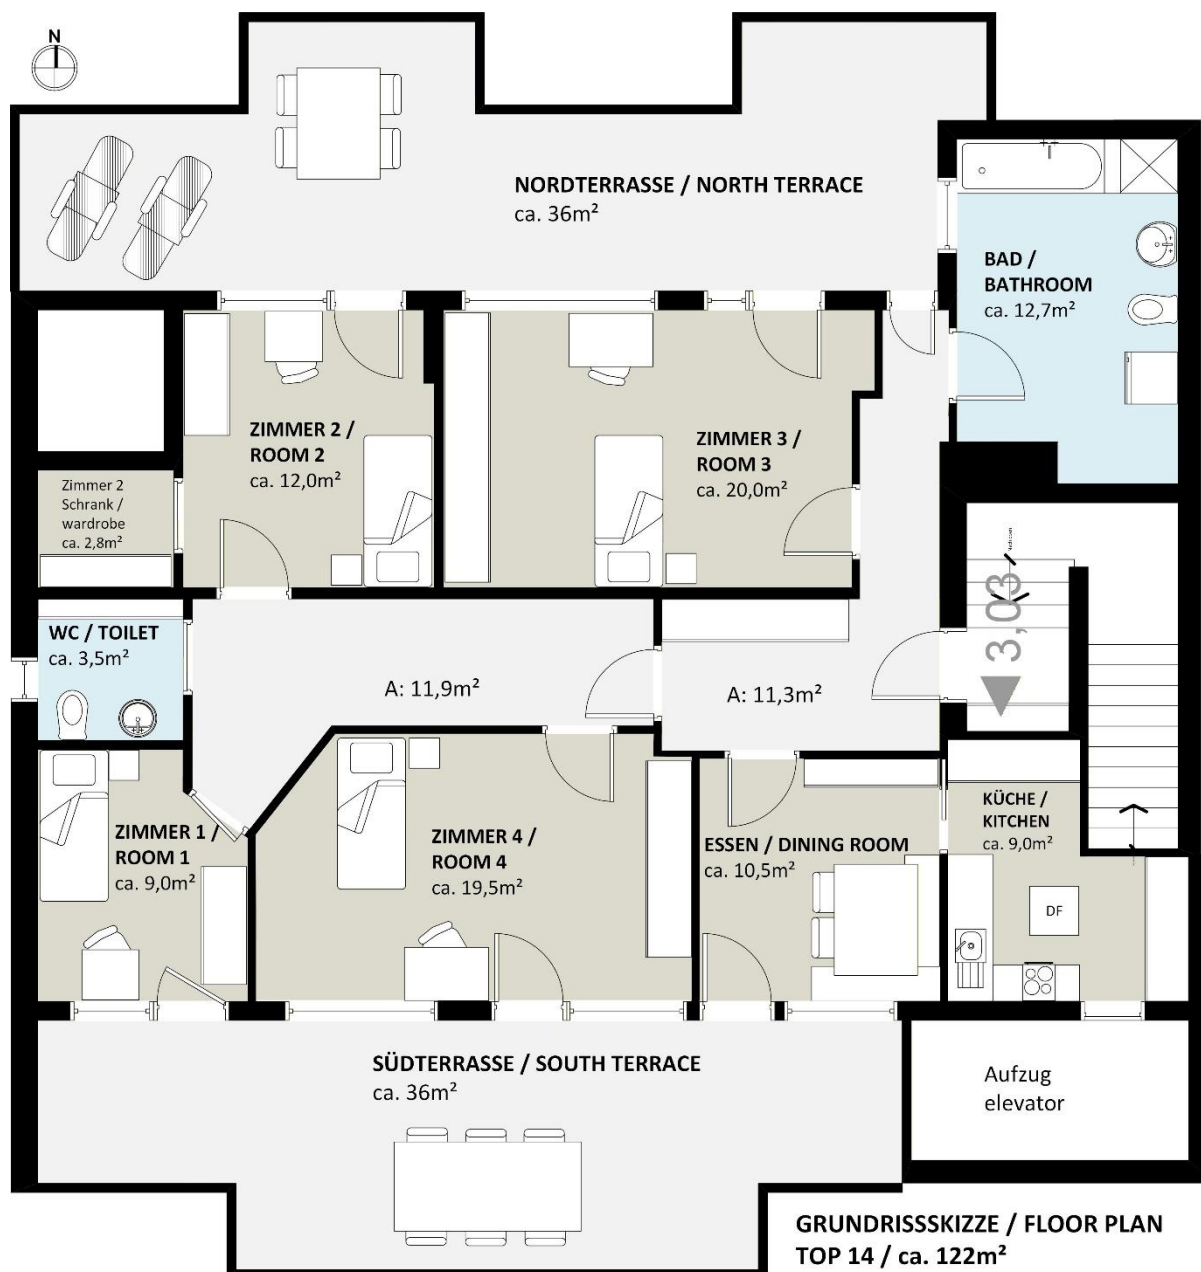 N
NORDTERRASSE / NORTH TERRACE
ca. 36m²
BAD /
BATHROOM
ca. 12,7m²
ZIMMER 2 /
ROOM 2
ca. 12,0m²
ZIMMER 3 /
ROOM 3
ca. 20,0m²
Zimmer 2
Schrank /
wardrobe
ca. 2,8m²
3,03
WC / TOILET
ca. 3,5m²
A: 11,9m²
A: 11,3m²
ZIMMER 1 /
ROOM 1
ca. 9,0m²
ZIMMER 4 /
ROOM 4
ca. 19,5m²
ESSEN / DINING ROOM
ca. 10,5m²
KÜCHE /
KITCHEN
ca. 9,0m²
DF
SÜDTERRASSE / SOUTH TERRACE
ca. 36m²
Aufzug
elevator
GRUNDRISSSKIZZE / FLOOR PLAN
TOP 14 / ca. 122m²